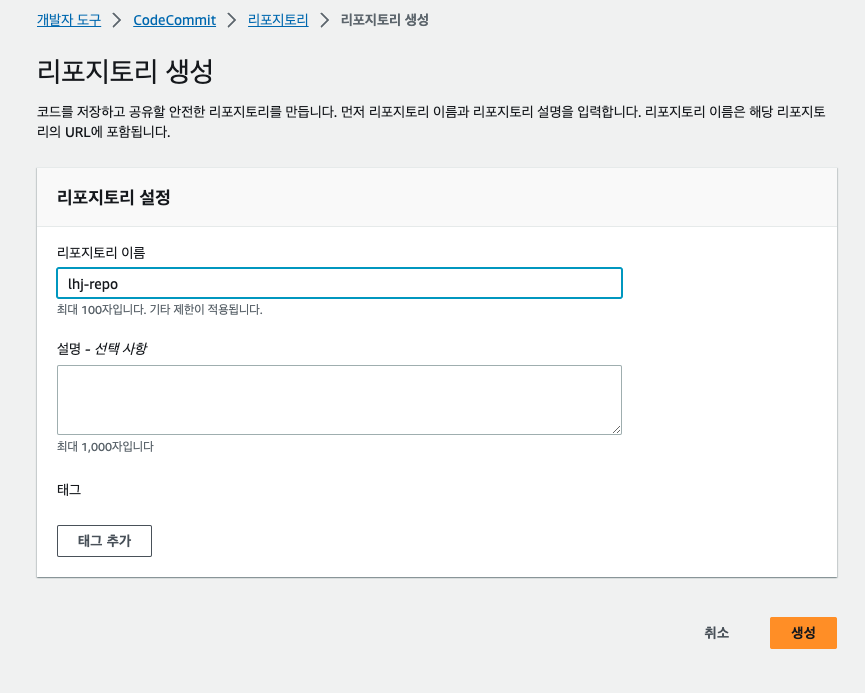 개발자 도구 > CodeCommit > 리포지토리 > 리포지토리 생성
리포지토리 생성
코드를 저장하고 공유할 안전한 리포지토리를 만듭니다. 먼저 리포지토리 이름과 리포지토리 설명을 입력합니다. 리포지토리 이름은 해당 리포지토
리의 URL에 포함됩니다.
리포지토리 설정
리포지토리 이름
lhj-repo
최대 100자입니다. 기타 제한이 적용됩니다.
설명 - 선택 사항
최대 1,000자입니다
태그
태그 추가
취소 생성